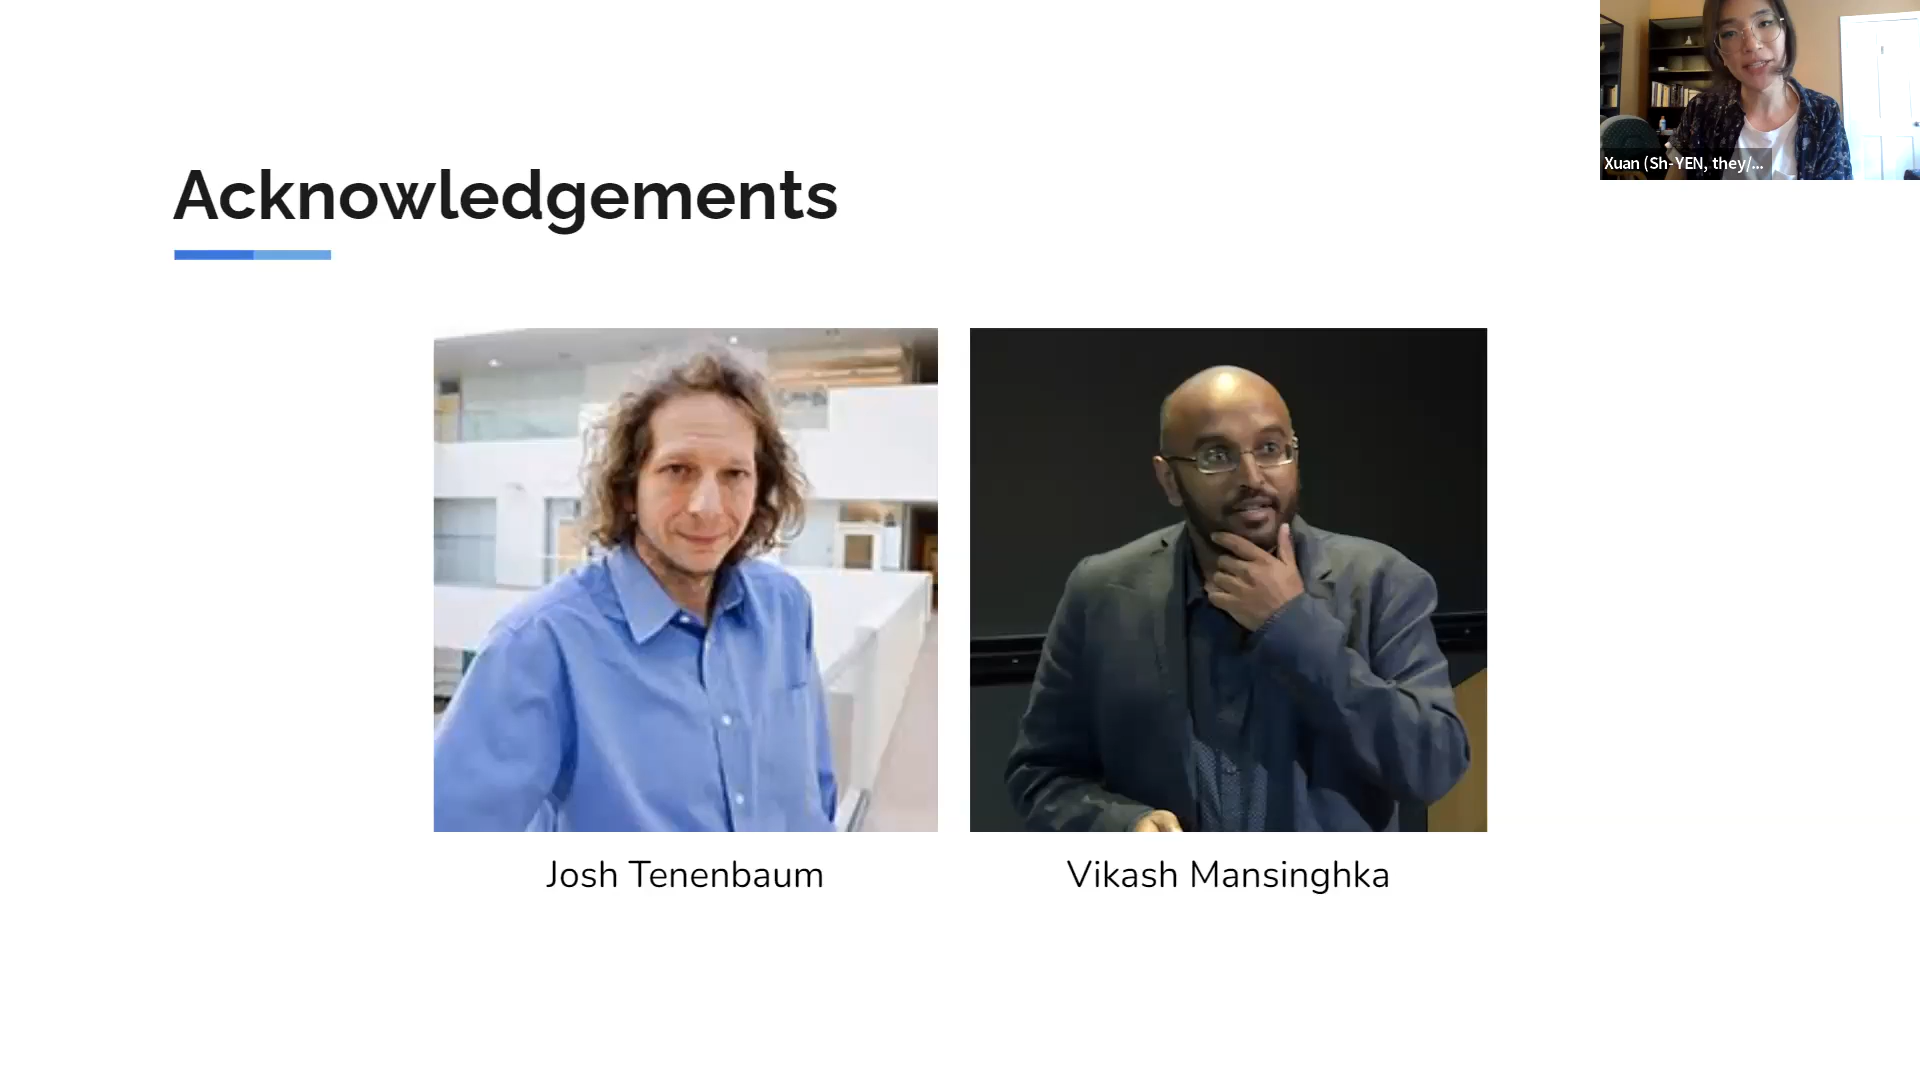 Acknowledgements
Xuan (Sh-YEN, they/...
Josh Tenenbaum
Vikash Mansinghka